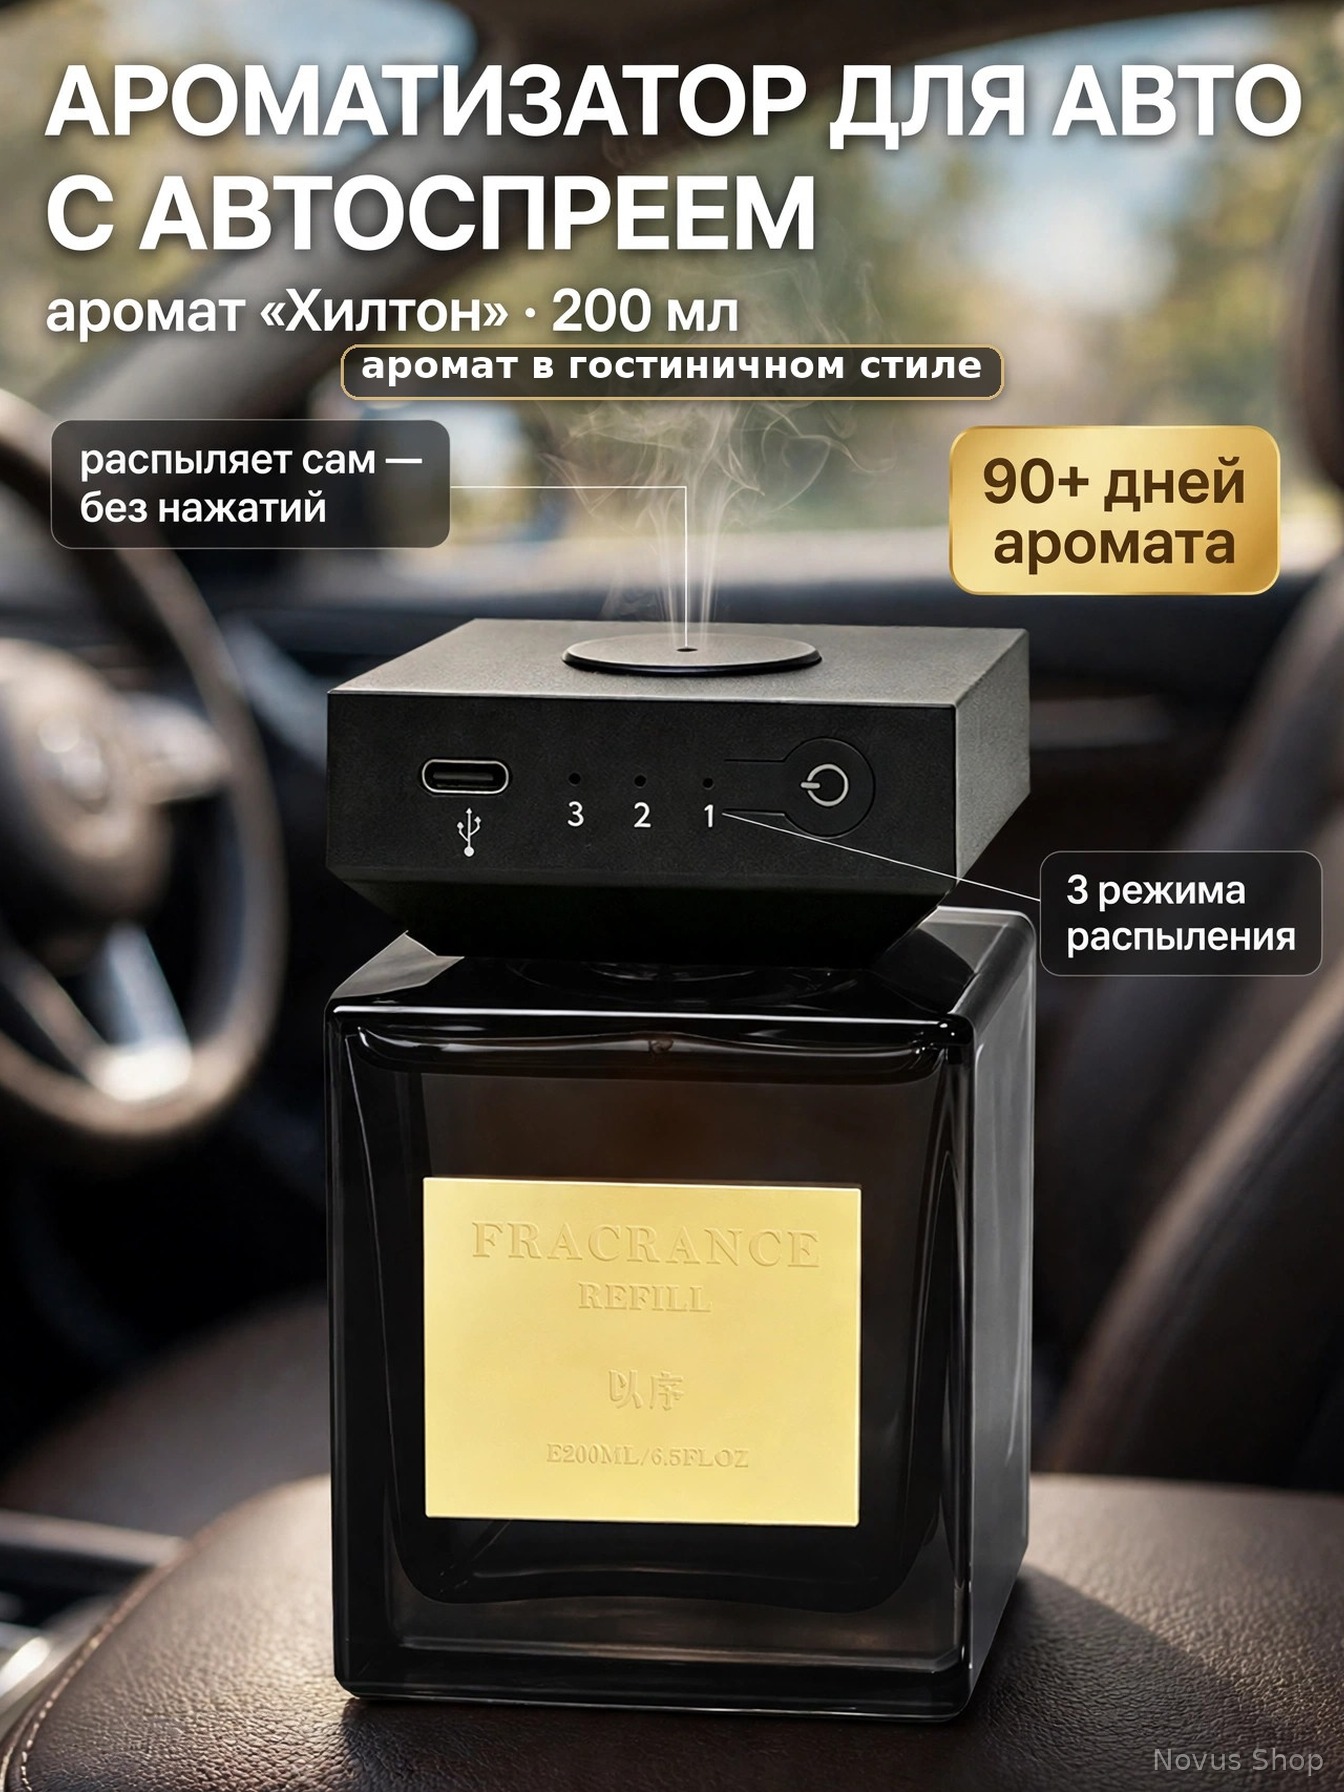 АРОМАТИЗАТОР ДЛЯ АВТО
С АВТОСПРЕЕМ
аромат «Хилтон» · 200 мл
аромат в гостиничном стиле
распыляет сам —
без нажатий
90+ дней
аромата
3 2 1
3 режима
распыления
FRACRANCE
REFILL
以序
E200ML/6.5FLOZ
Novus Shop